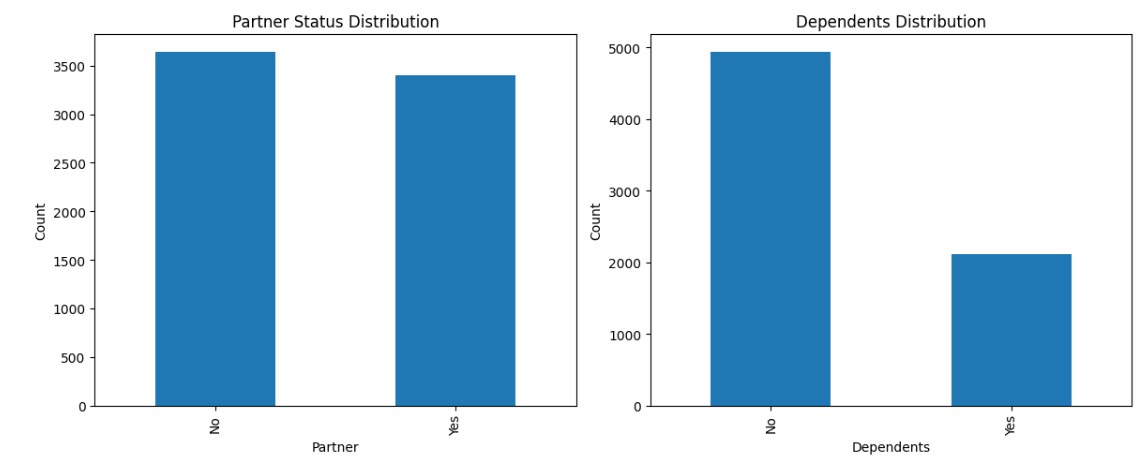 Partner Status Distribution
3500
3000
2500
2000
1500
1000
500
0
Count
No
Yes
Partner
Dependents Distribution
5000
4000
3000
2000
1000
0
Count
No
Yes
Dependents